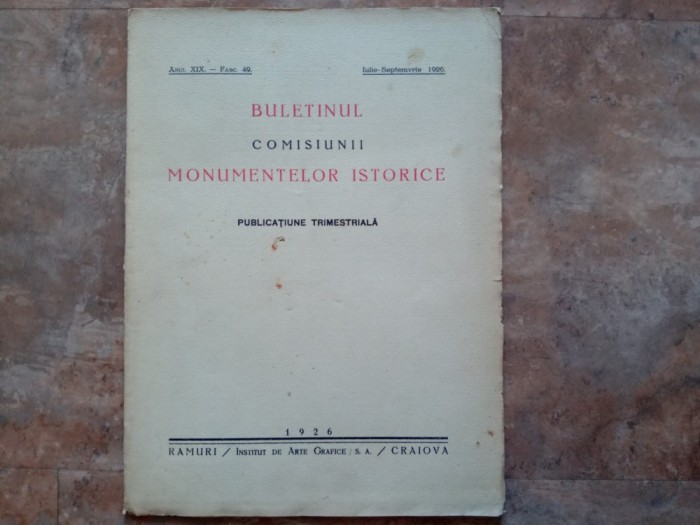 Anul XIX. — Fasc. 49. Iulie-Septemvrie 1926.
BULETINUL
COMISIUNII
MONUMENTELOR ISTORICE
PUBLICAŢIUNE TRIMESTRIALĂ
1926
RAMURI / Institut de Arte Grafice / S. A. / CRAIOVA